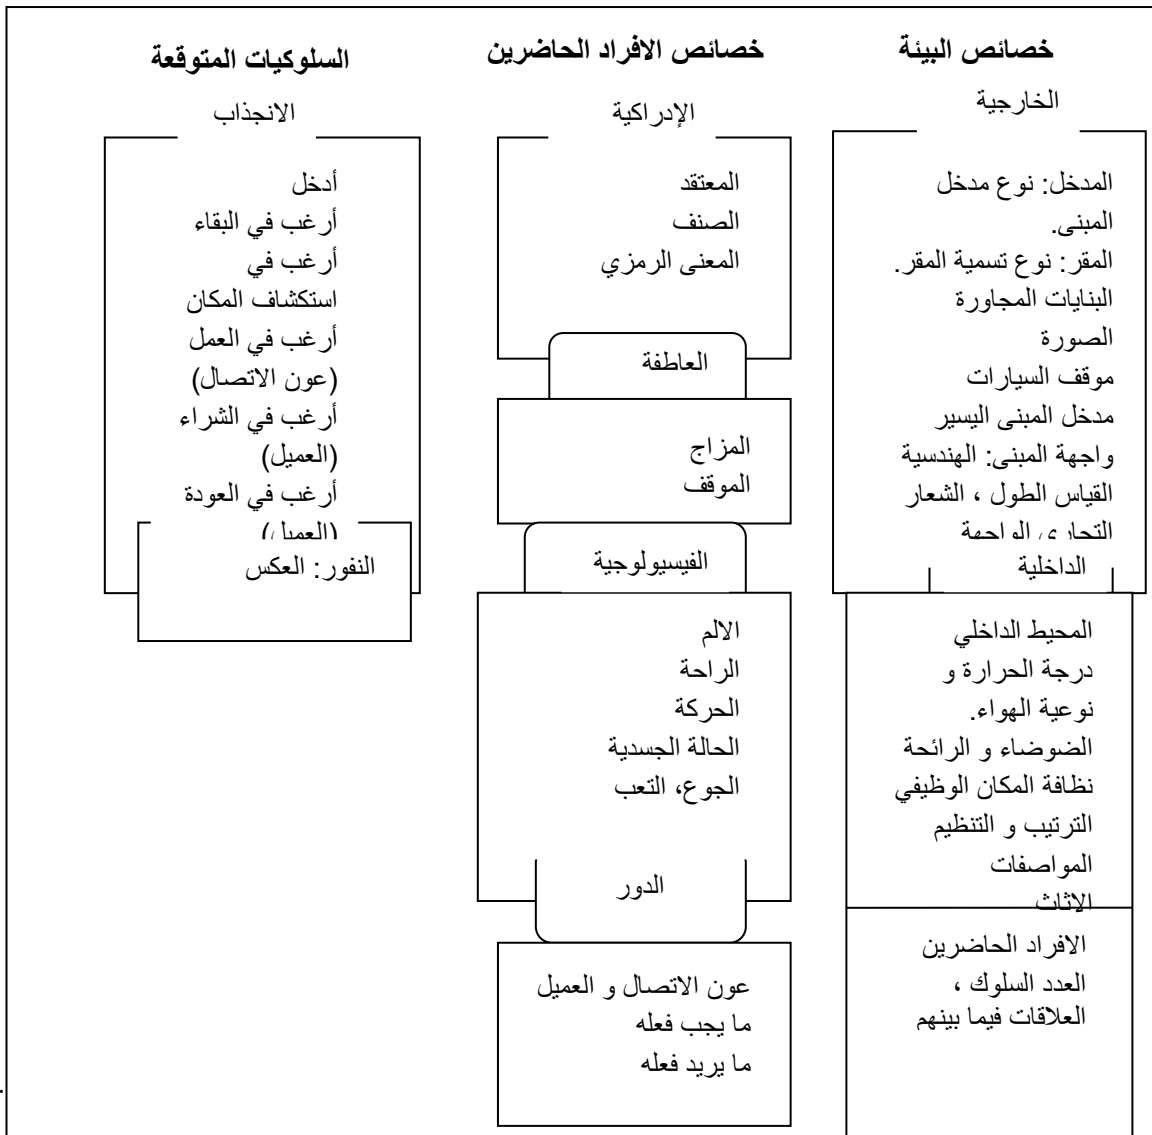 خصائص البيئة
الخارجية
المدخل: نوع مدخل
المبنى.
المقر: نوع تسمية المقر.
البنايات المجاورة
الصورة
موقف السيارات
مدخل المبنى اليسير
واجهة المبنى: الهندسية
القياس الطول ، الشعار
التجاري الواجهة
الداخلية
المحيط الداخلي
درجة الحرارة و
نوعية الهواء.
الضوضاء و الرائحة
نظافة المكان الوظيفي
الترتيب و التنظيم
المواصفات
الاثاث
الافراد الحاضرين
العدد السلوك ،
العلاقات فيما بينهم
خصائص الافراد الحاضرين
الإدراكية
المعتقد
الصنف
المعنى الرمزي
العاطفة
المزاج
الموقف
الفيسيولوجية
الالم
الراحة
الحركة
الحالة الجسدية
الجوع، التعب
الدور
عون الاتصال و العميل
ما يجب فعله
ما يريد فعله
السلوكيات المتوقعة
الانجذاب
أدخل
أرغب في البقاء
أرغب في
استكشاف المكان
أرغب في العمل
(عون الاتصال)
أرغب في الشراء
(العميل)
أرغب في العودة
(العميل)
النفور: العكس
.